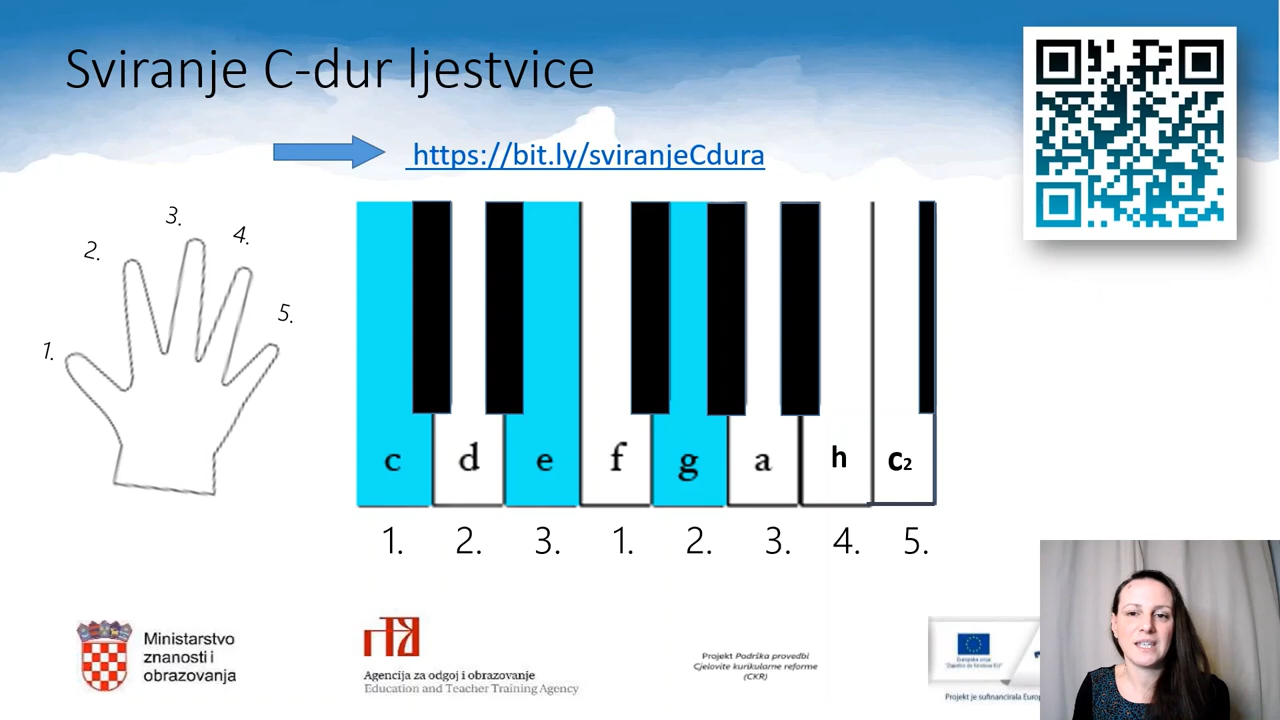 Sviranje C-dur ljestvice
https://bit.ly/sviranjeCdura
1.
2.
3.
4.
5.
c d e f g a h c2
1. 2. 3. 1. 2. 3. 4. 5.
Ministarstvo
znanosti i
obrazovanja
Agencija za odgoj i obrazovanje
Education and Teacher Training Agency
Projekt Podrška provedbi
Cjelovite kurikularne reforme
(CKR)
Europska unija
Projekt je sufinancirala